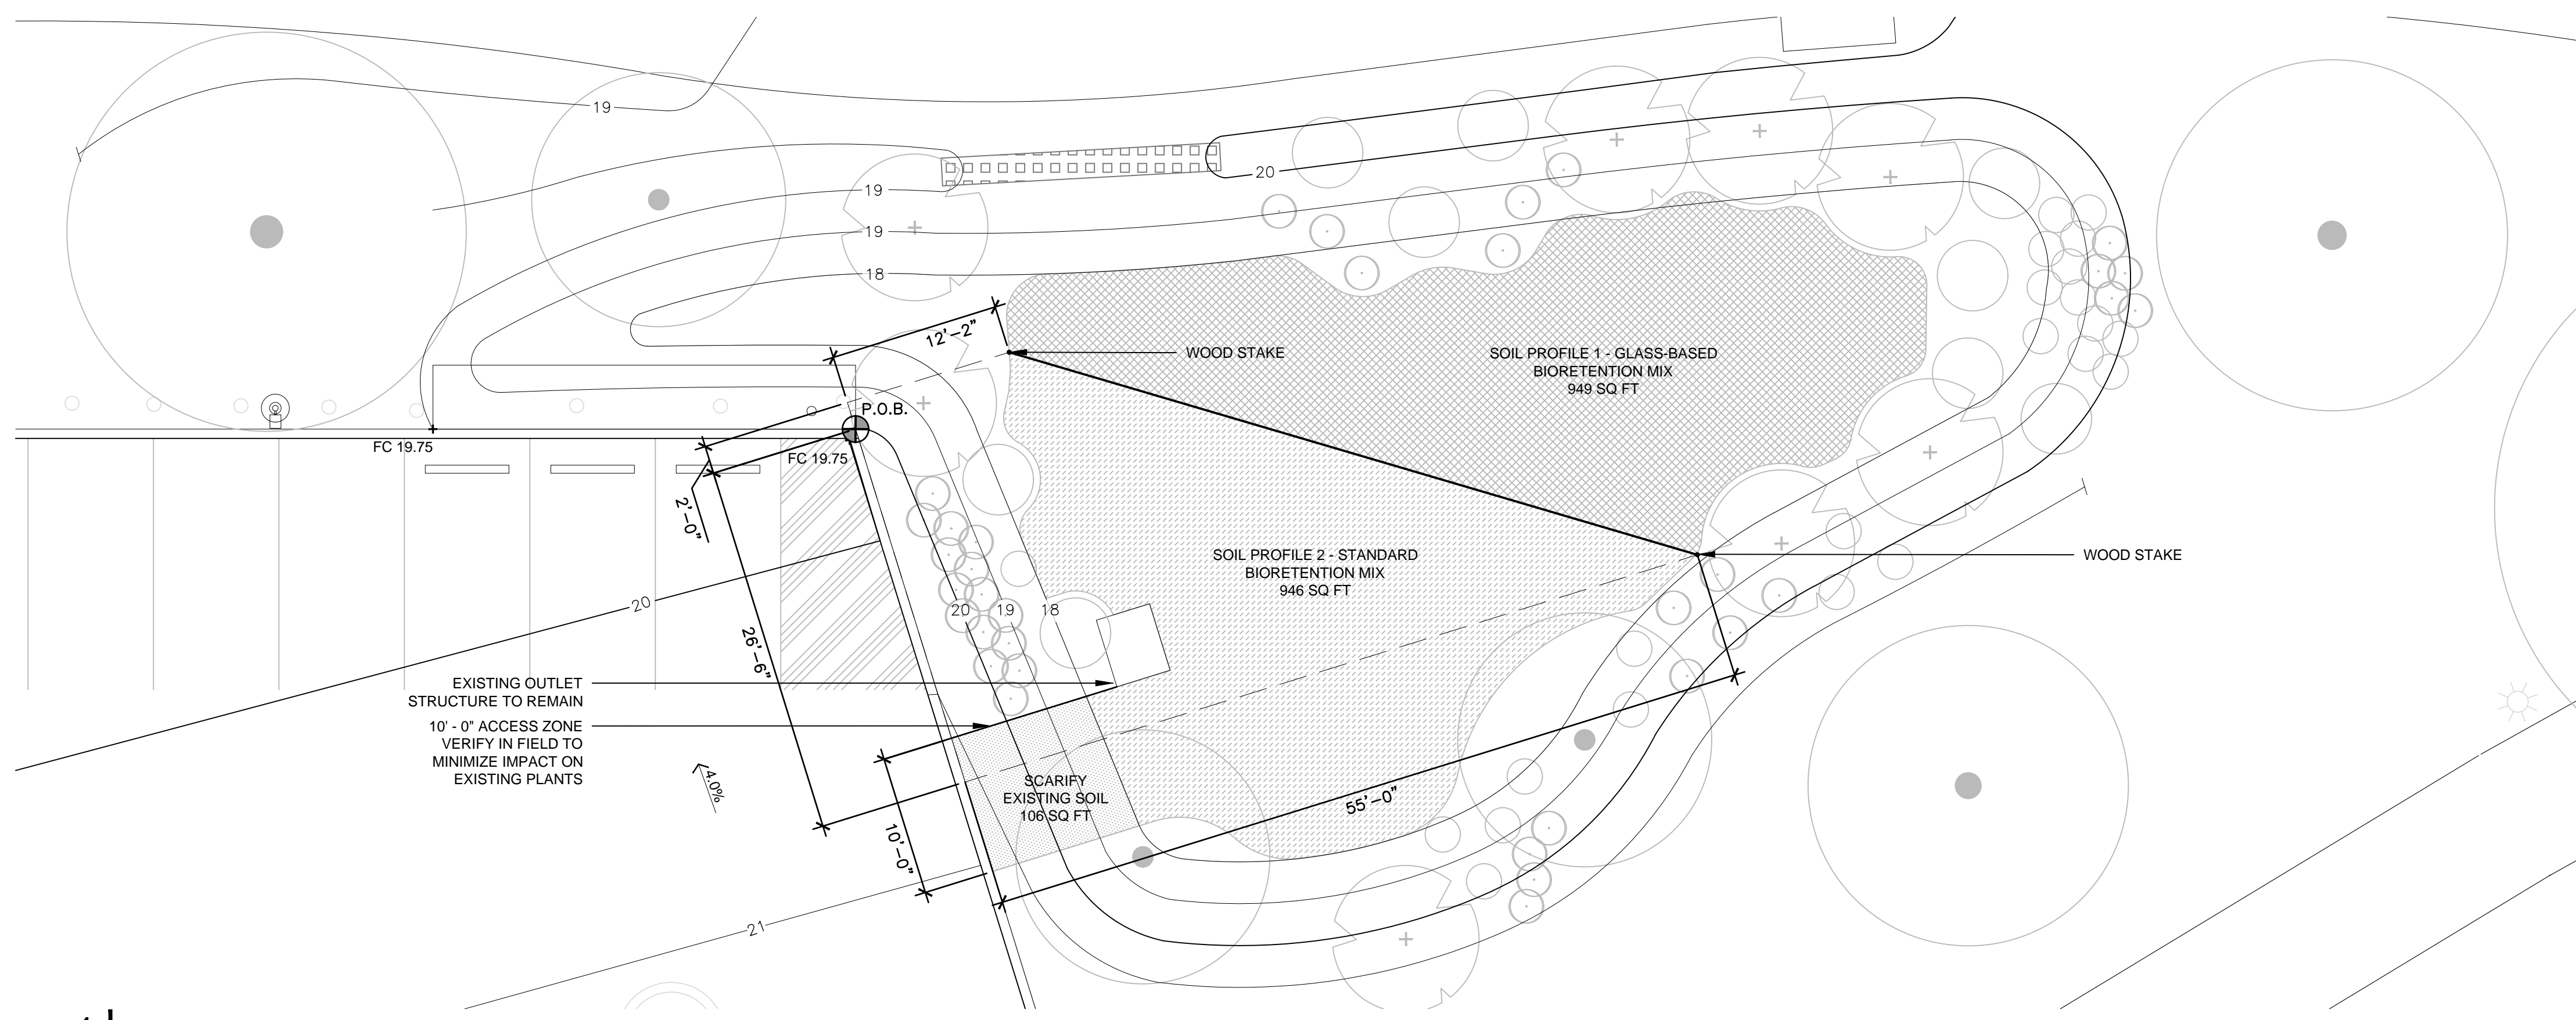 19
19
20
19
18
12'-2"
WOOD STAKE
SOIL PROFILE 1 - GLASS-BASED
BIORETENTION MIX
949 SQ FT
P.O.B.
FC 19.75
FC 19.75
2'-0"
SOIL PROFILE 2 - STANDARD
BIORETENTION MIX
946 SQ FT
WOOD STAKE
20
20
19
18
26'-6"
EXISTING OUTLET
STRUCTURE TO REMAIN
10' - 0" ACCESS ZONE
VERIFY IN FIELD TO
MINIMIZE IMPACT ON
EXISTING PLANTS
4.0%
SCARIFY
EXISTING SOIL
106 SQ FT
55'-0"
10'-0"
21